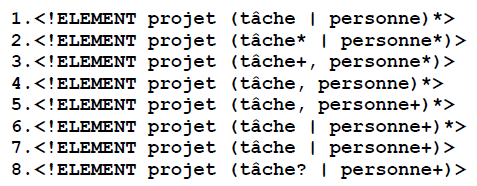 1.<!ELEMENT projet (tâche | personne)*>
2.<!ELEMENT projet (tâche* | personne*)>
3.<!ELEMENT projet (tâche+, personne*)>
4.<!ELEMENT projet (tâche, personne)*>
5.<!ELEMENT projet (tâche, personne+)*>
6.<!ELEMENT projet (tâche | personne+)*>
7.<!ELEMENT projet (tâche | personne+)>
8.<!ELEMENT projet (tâche? | personne+)>